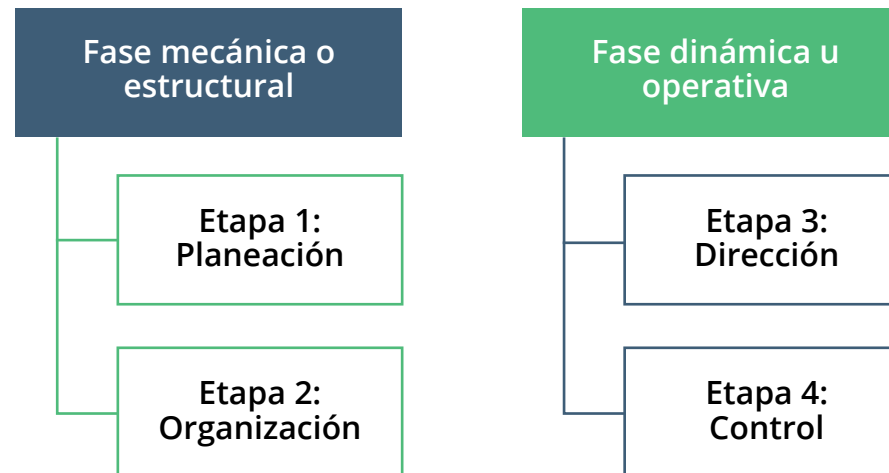 Fase mecánica o
estructural
Etapa 1:
Planeación
Etapa 2:
Organización
Fase dinámica u
operativa
Etapa 3:
Dirección
Etapa 4:
Control